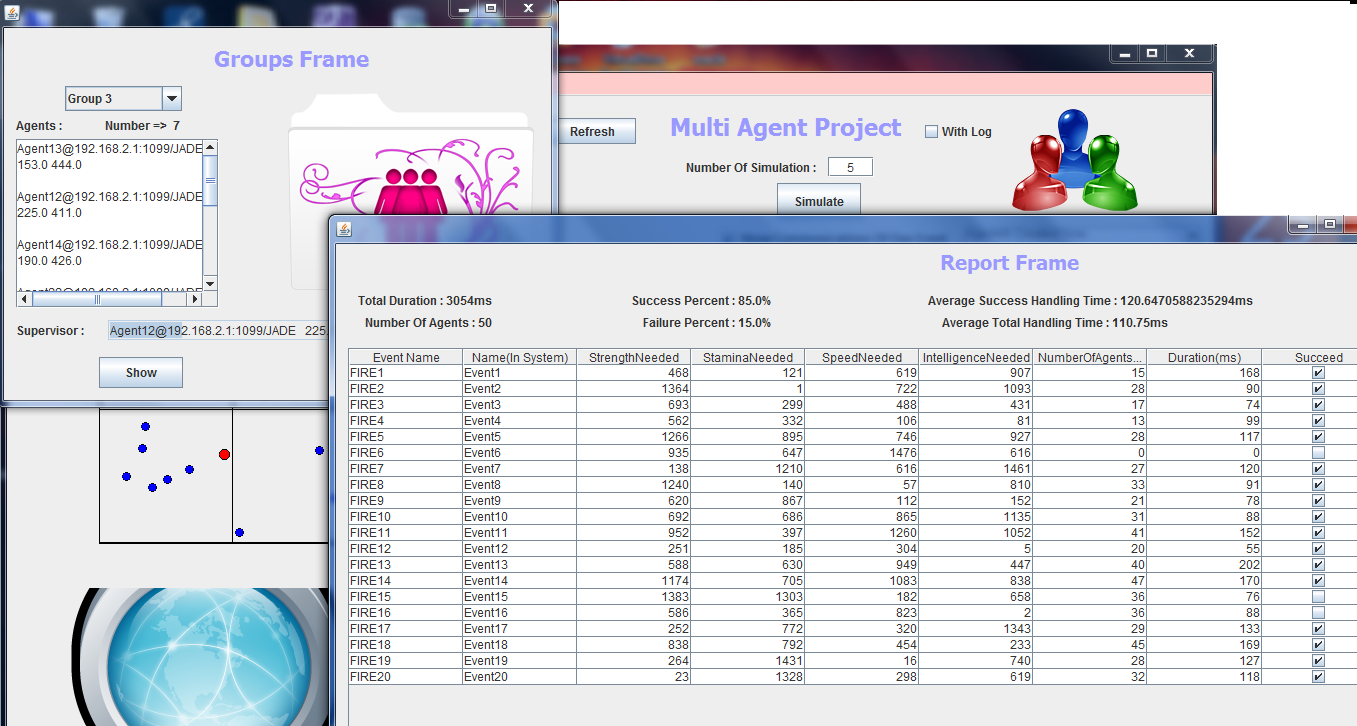 Groups Frame
Group 3
Agents : Number => 7
Agent13@192.168.2.1:1099/JADE
153.0 444.0
Agent12@192.168.2.1:1099/JADE
225.0 411.0
Agent14@192.168.2.1:1099/JADE
190.0 426.0
Supervisor : Agent12@192.168.2.1:1099/JADE 225.
Show
Refresh
Multi Agent Project
With Log
Number Of Simulation : 5
Simulate
Report Frame
Total Duration : 3054ms Success Percent : 85.0% Average Success Handling Time : 120.6470588235294ms
Number Of Agents : 50 Failure Percent : 15.0% Average Total Handling Time : 110.75ms
Event Name Name(In System) StrengthNeeded StaminaNeeded SpeedNeeded IntelligenceNeeded NumberOfAgents... Duration(ms) Succeed
FIRE1 Event1 468 121 619 907 15 168
FIRE2 Event2 1364 1 722 1093 28 90
FIRE3 Event3 693 299 488 431 17 74
FIRE4 Event4 562 332 106 81 13 99
FIRE5 Event5 1266 895 746 927 28 117
FIRE6 Event6 935 647 1476 616 0 0
FIRE7 Event7 138 1210 616 1461 27 120
FIRE8 Event8 1240 140 57 810 33 91
FIRE9 Event9 620 867 112 152 21 78
FIRE10 Event10 692 686 865 1135 31 88
FIRE11 Event11 952 397 1260 1052 41 152
FIRE12 Event12 251 185 304 5 20 55
FIRE13 Event13 588 630 949 447 40 202
FIRE14 Event14 1174 705 1083 838 47 170
FIRE15 Event15 1383 1303 182 658 36 76
FIRE16 Event16 586 365 823 2 36 88
FIRE17 Event17 252 772 320 1343 29 133
FIRE18 Event18 838 792 454 233 45 169
FIRE19 Event19 264 1431 16 740 28 127
FIRE20 Event20 23 1328 298 619 32 118